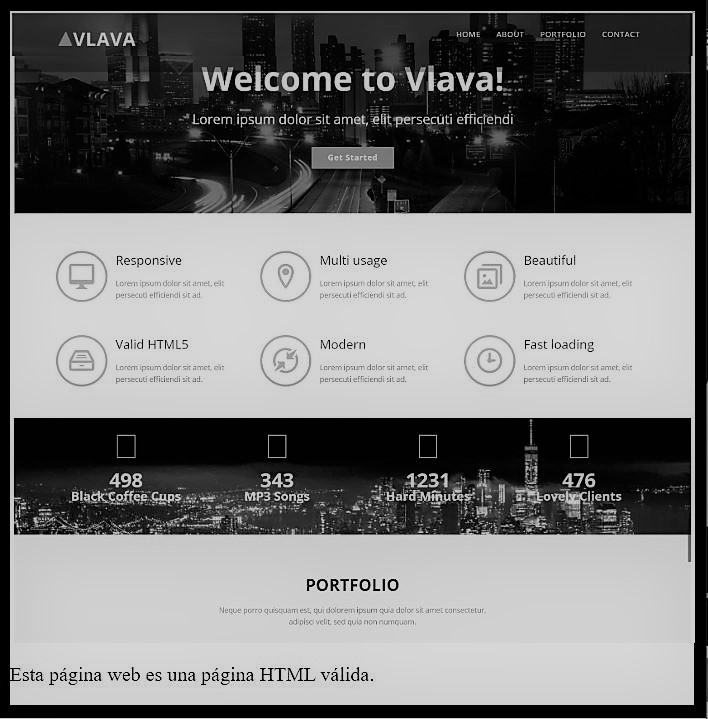 VLAVA
HOME ABOUT PORTFOLIO CONTACT
Welcome to Vlava!
Lorem ipsum dolor sit amet, elit persecuti efficiendi
Get Started
Responsive
Lorem ipsum dolor sit amet, elit
persecuti efficiendi sit ad.
Multi usage
Lorem ipsum dolor sit amet, elit
persecuti efficiendi sit ad.
Beautiful
Lorem ipsum dolor sit amet, elit
persecuti efficiendi sit ad.
Valid HTML5
Lorem ipsum dolor sit amet, elit
persecuti efficiendi sit ad.
Modern
Lorem ipsum dolor sit amet, elit
persecuti efficiendi sit ad.
Fast loading
Lorem ipsum dolor sit amet, elit
persecuti efficiendi sit ad.
498
Black Coffee Cups
343
MP3 Songs
1231
Hard Minutes
476
Lovely Clients
PORTFOLIO
Neque porro quisquam est, qui dolorem ipsum quia dolor sit amet consectetur,
adipisci velit, sed quia non numquam.
Esta página web es una página HTML válida.